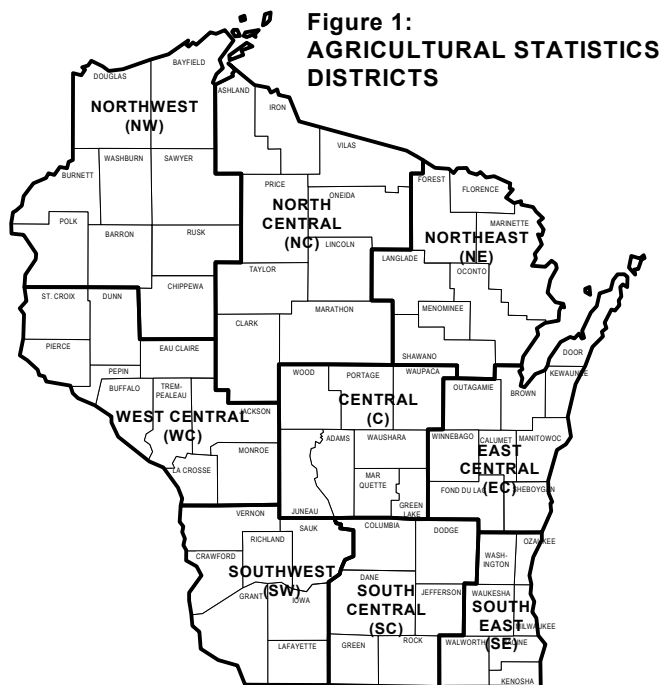 Figure 1:
AGRICULTURAL STATISTICS
DISTRICTS
BAYFIELD
DOUGLAS
ASHLAND
IRON
NORTHWEST
(NW)
VILAS
WASHBURN
SAWYER
BURNETT
PRICE
ONEIDA
FOREST
FLORENCE
POLK
BARRON
RUSK
NORTH
CENTRAL
(NC)
LINCOLN
MARINETTE
NORTHEAST
(NE)
LANGLADE
TAYLOR
OCONTO
CHIPPEWA
ST. CROIX
DUNN
CLARK
MARATHON
MENOMINEE
PIERCE
EAU CLAIRE
SHAWANO
DOOR
PEPIN
WOOD
PORTAGE
WAUPACA
KEWAUNEE
BUFFALO
TREM-
PEALEAU
OUTAGAMIE
BROWN
WEST CENTRAL
(WC)
JACKSON
CENTRAL
(C)
ADAMS
WAUSHARA
WINNEBAGO
CALUMET
MANITOWOC
MONROE
EAST
CENTRAL
(EC)
LA CROSSE
MAR
QUETTE
FOND DU LAC
SHEBOYGAN
VERNON
JUNEAU
GREEN
LAKE
SAUK
COLUMBIA
DODGE
RICHLAND
OZAUKEE
CRAWFORD
WASH-
INGTON
SOUTHWEST
(SW)
DANE
GRANT
IOWA
SOUTH
CENTRAL
(SC)
JEFFERSON
WAUKESHA
SOUTH
EAST
(SE)
MILWAUKEE
LAFAYETTE
GREEN
ROCK
WALWORTH
RACINE
KENOSHA